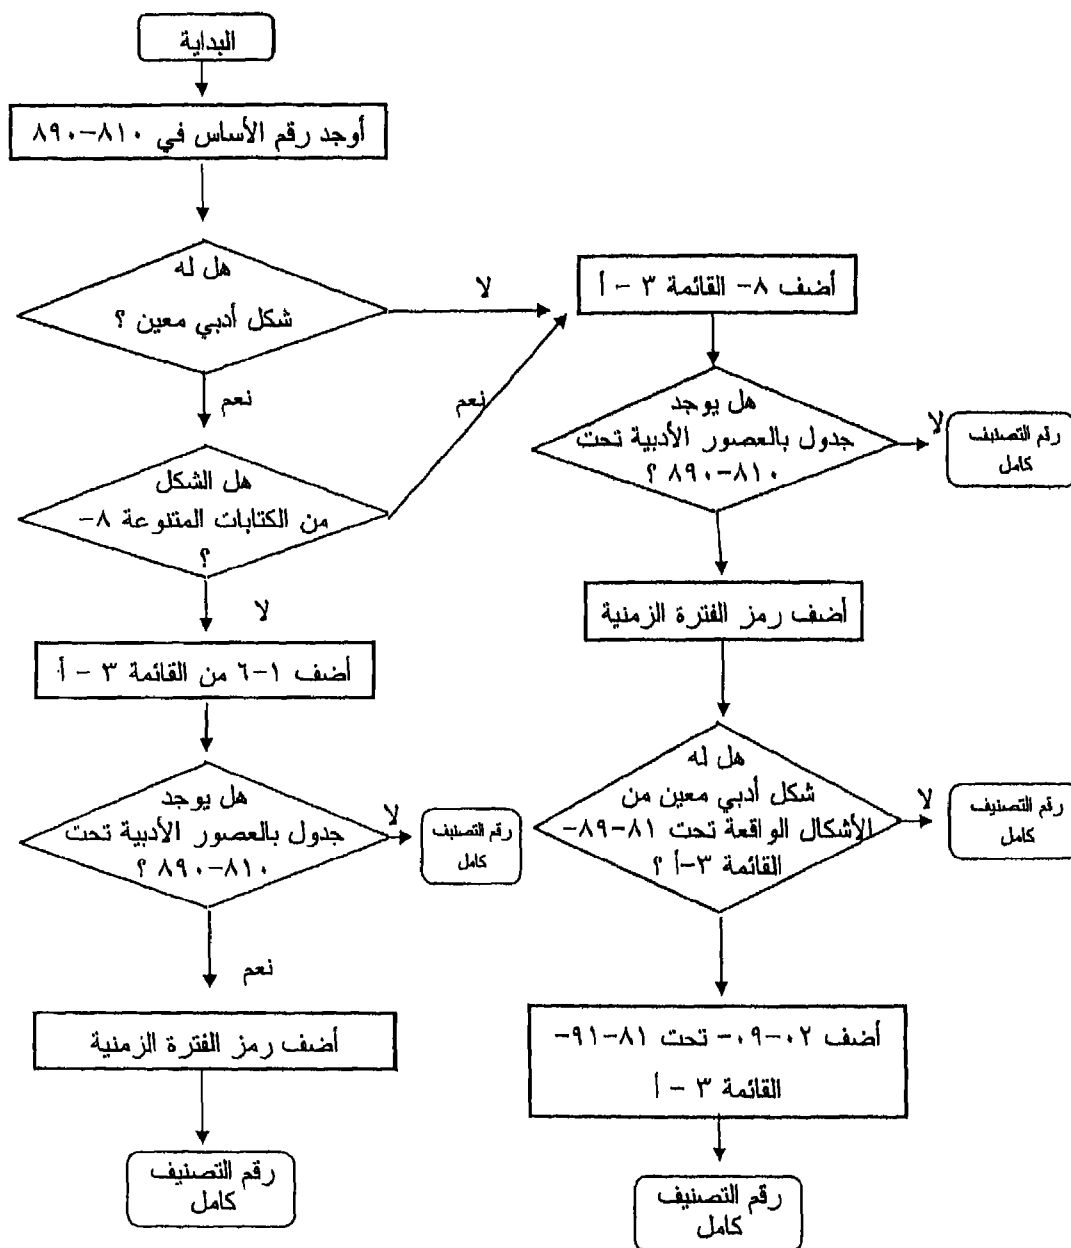 البداية
أوجد رقم الأساس في ٨١٠-٨٩٠
هل له
شكل أدبي معين ؟
لا
نعم
هل الشكل
من الكتابات المتنوعة ٨-
؟
نعم
لا
أضف ١-٦ من القائمة ٣ - أ
هل يوجد
جدول بالعصور الأدبية تحت
٨١٠-٨٩٠ ؟
لا
رقم التصنيف
كامل
نعم
أضف رمز الفترة الزمنية
رقم التصنيف
كامل
أضف ٨- القائمة ٣ - أ
هل يوجد
جدول بالعصور الأدبية تحت
٨١٠-٨٩٠ ؟
لا
رقم التصنيف
كامل
أضف رمز الفترة الزمنية
هل له
شكل أدبي معين من
الأشكال الواقعة تحت ٨١-٨٩-
القائمة ٣-أ ؟
لا
رقم التصنيف
كامل
أضف ٠٢-٠٩- تحت ٨١-٩١-
القائمة ٣ - أ
رقم التصنيف
كامل